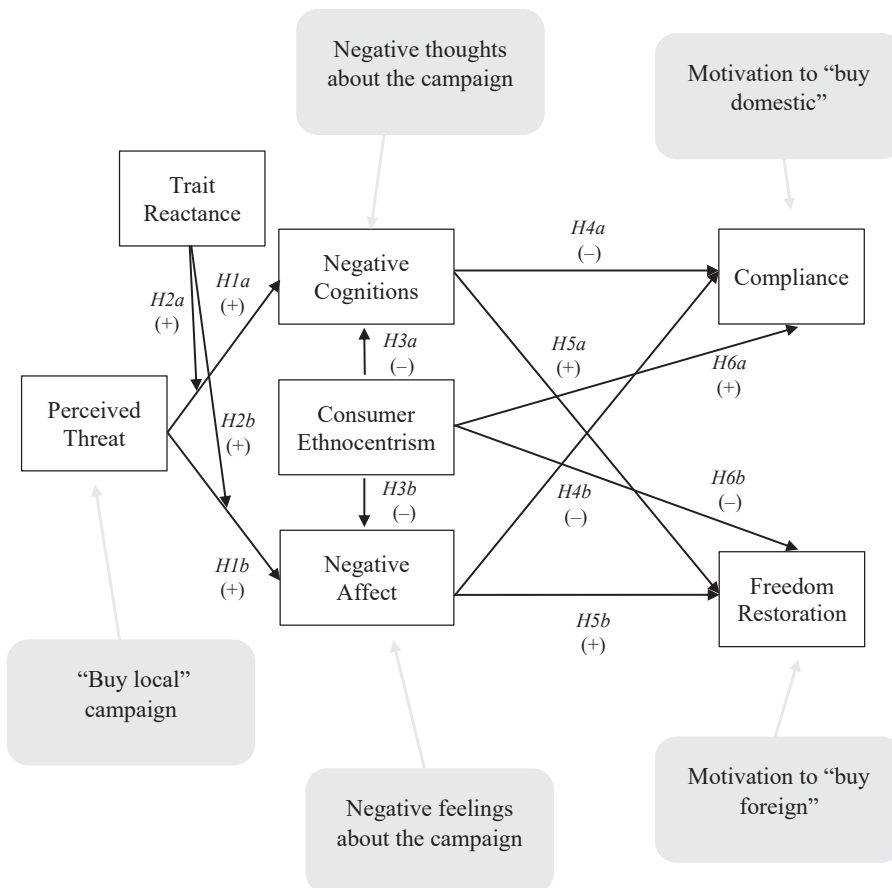 Negative thoughts
about the campaign
Motivation to “buy
domestic”
Trait
Reactance
H2a
(+)
H1a
(+)
Negative
Cognitions
H4a
(–)
Compliance
H3a
(–)
H5a
(+)
H6a
(+)
Perceived
Threat
H2b
(+)
Consumer
Ethnocentrism
H3b
(–)
H4b
(–)
H6b
(–)
H1b
(+)
Negative
Affect
H5b
(+)
Freedom
Restoration
“Buy local”
campaign
Negative feelings
about the campaign
Motivation to “buy
foreign”